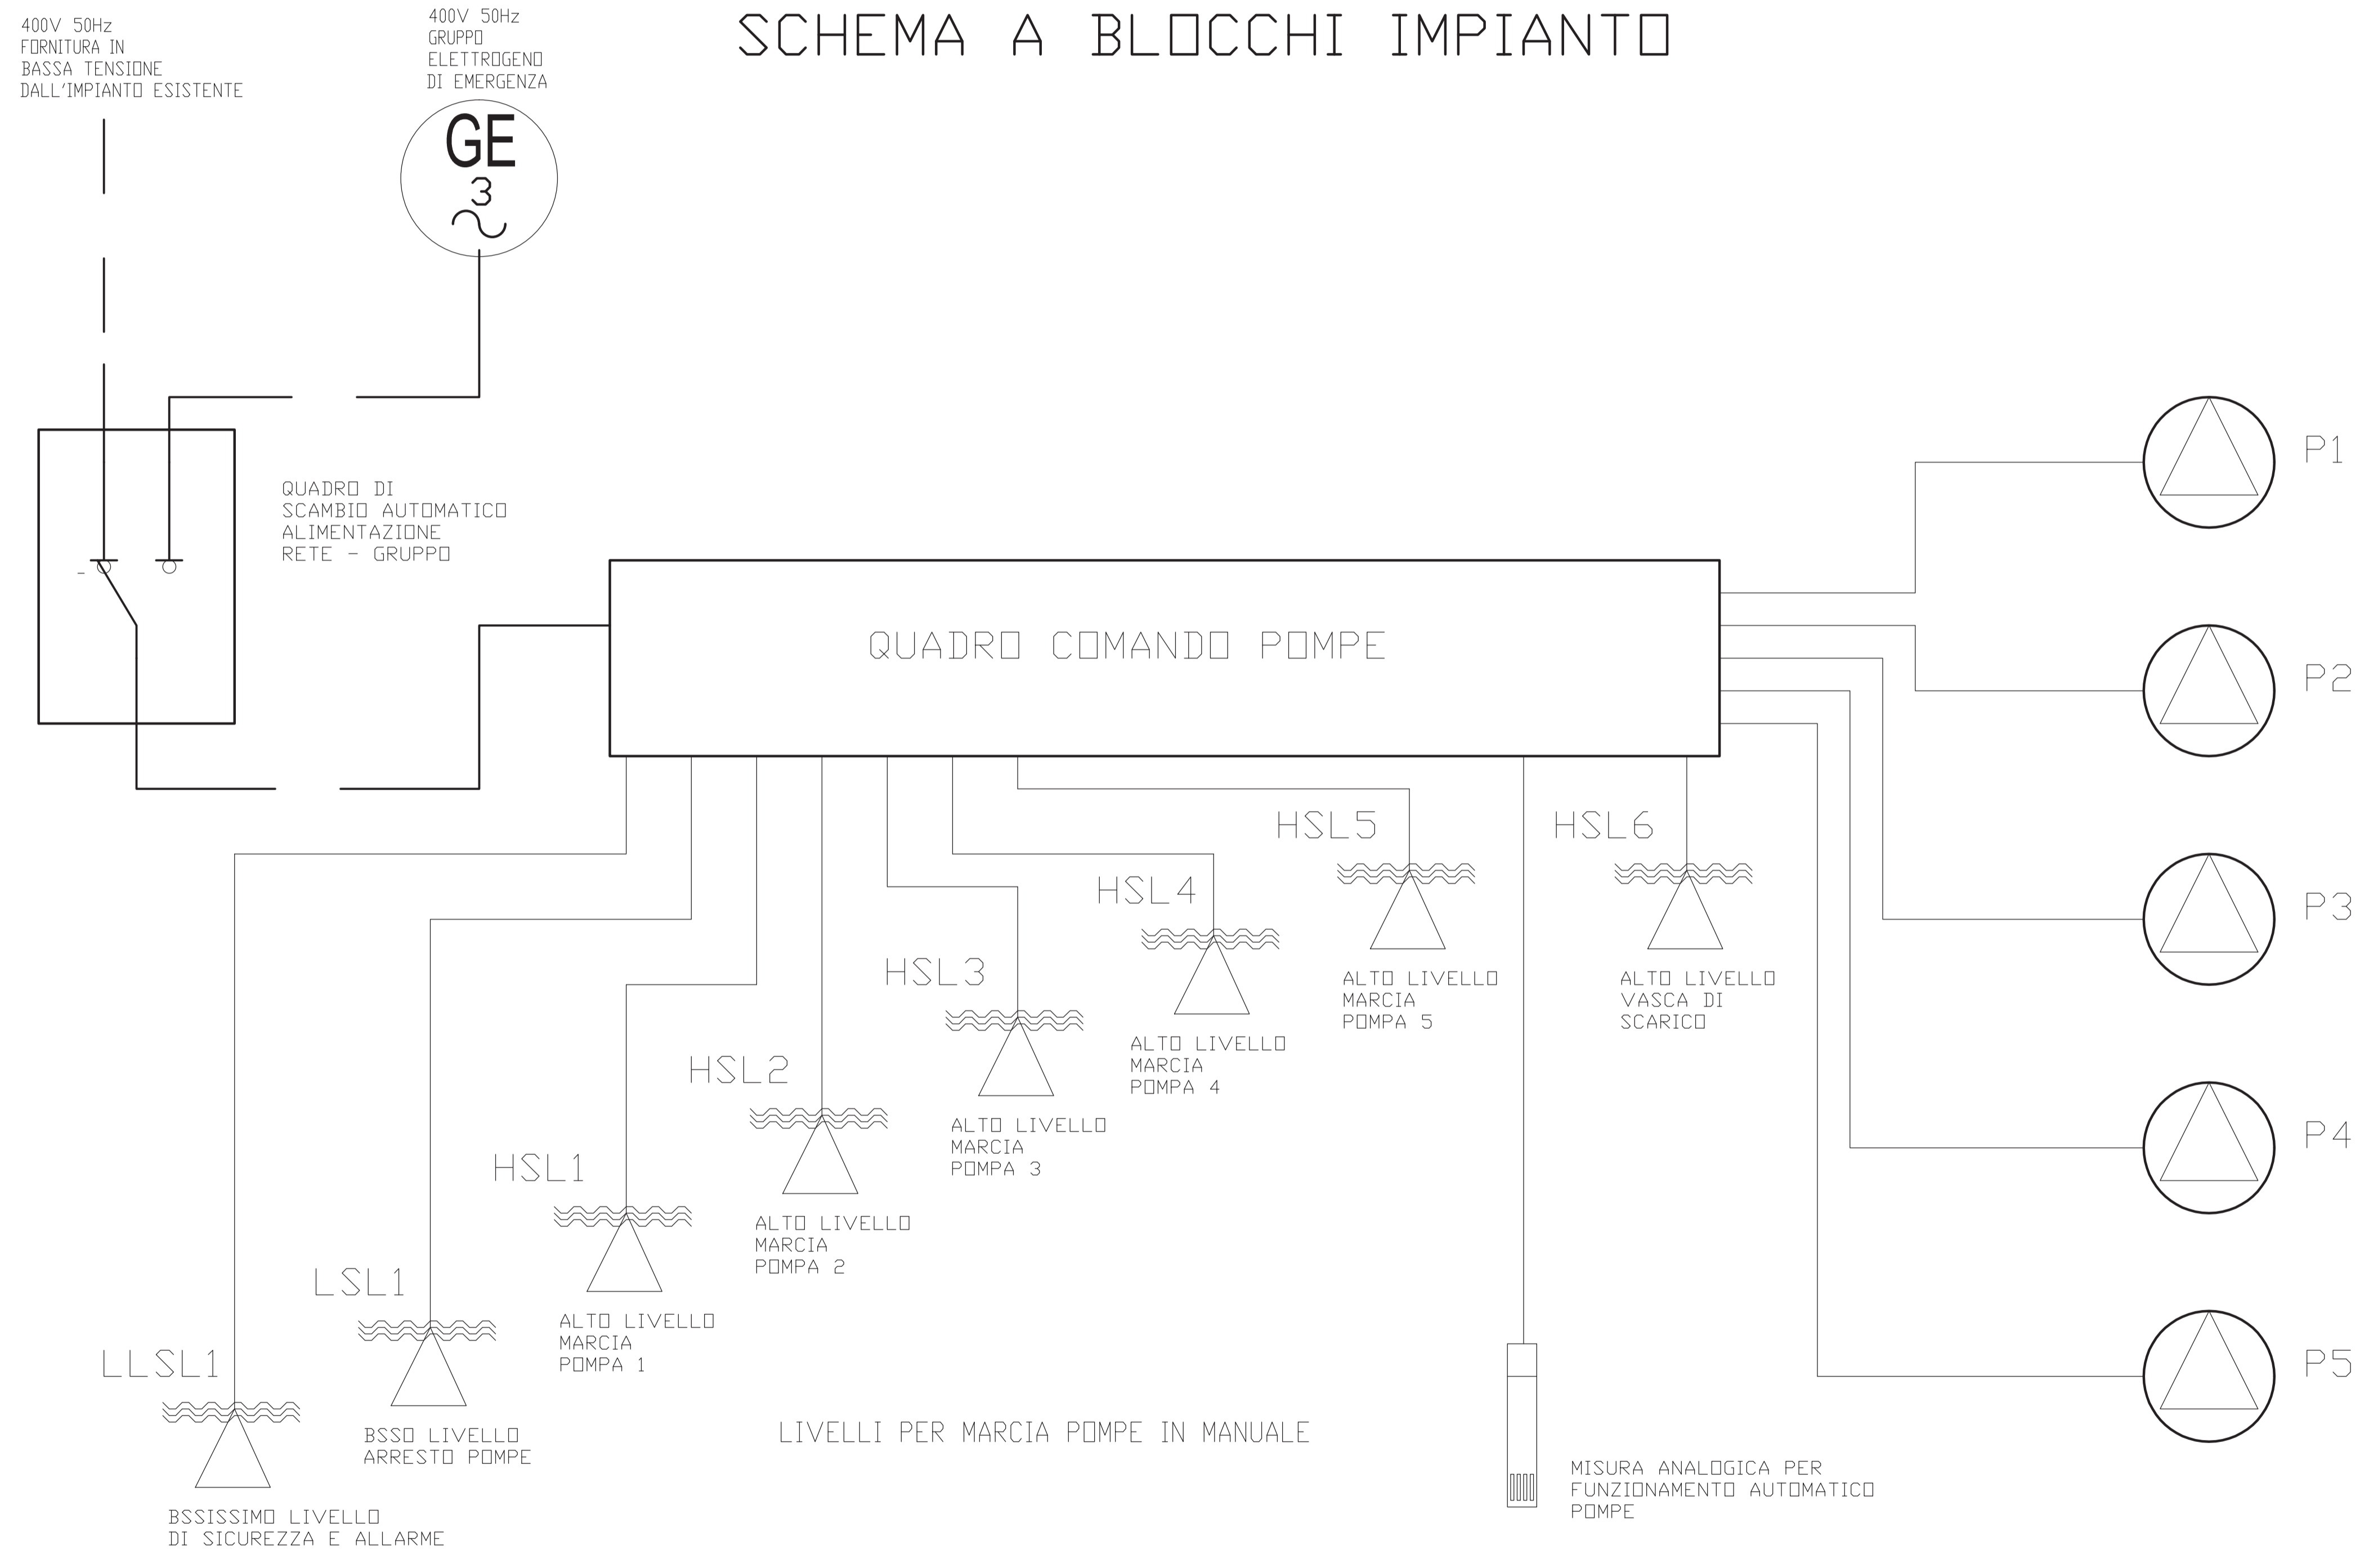 SCHEMA A BLOCCHI IMPIANTO
400V 50Hz
FORNITURA IN
BASSA TENSIONE
DALL'IMPIANTO ESISTENTE
400V 50Hz
GRUPPO
ELETTROGENO
DI EMERGENZA
GE
3
QUADRO DI
SCAMBIO AUTOMATICO
ALIMENTAZIONE
RETE - GRUPPO
QUADRO COMANDO POMPE
P1
P2
P3
P4
P5
HSL5
ALTO LIVELLO
MARCIA
POMPA 5
HSL6
ALTO LIVELLO
VASCA DI
SCARICO
HSL4
ALTO LIVELLO
MARCIA
POMPA 4
HSL3
ALTO LIVELLO
MARCIA
POMPA 3
HSL2
ALTO LIVELLO
MARCIA
POMPA 2
HSL1
ALTO LIVELLO
MARCIA
POMPA 1
LSL1
BSSO LIVELLO
ARRESTO POMPE
LLSL1
BSSISSIMO LIVELLO
DI SICUREZZA E ALLARME
LIVELLI PER MARCIA POMPE IN MANUALE
MISURA ANALOGICA PER
FUNZIONAMENTO AUTOMATICO
POMPE